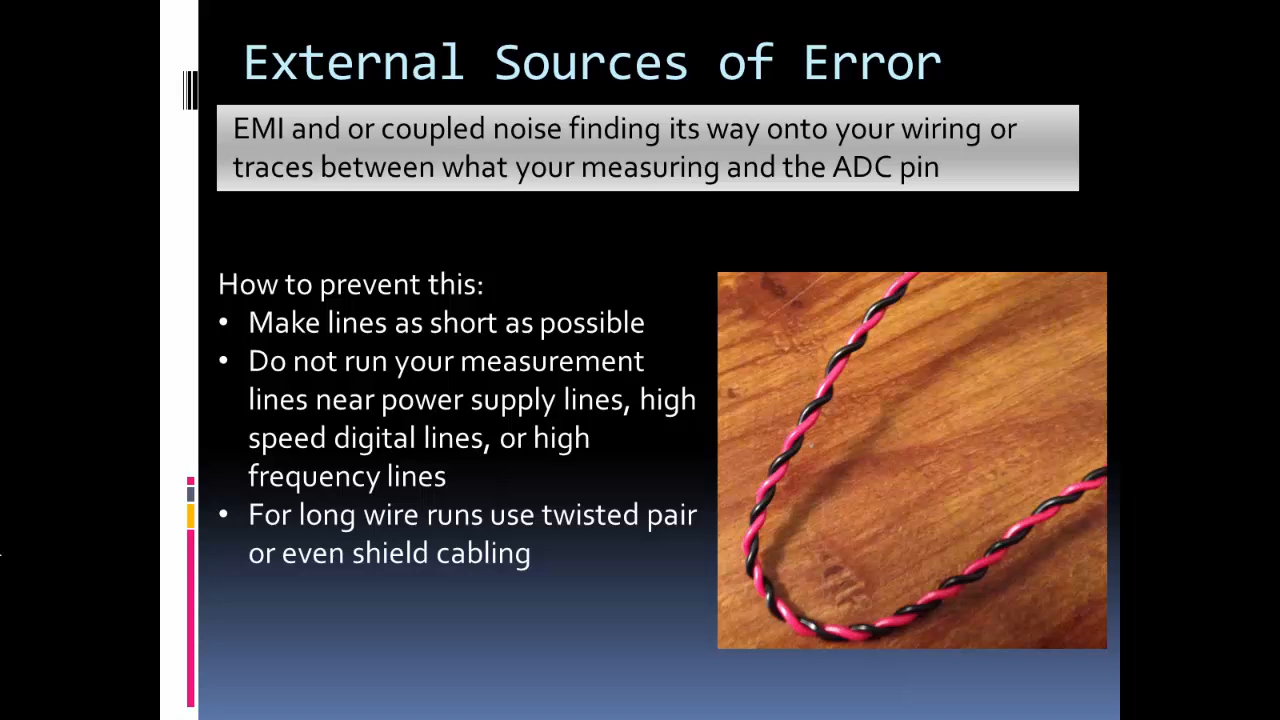 External Sources of Error
EMI and or coupled noise finding its way onto your wiring or
traces between what your measuring and the ADC pin
How to prevent this:
• Make lines as short as possible
• Do not run your measurement
lines near power supply lines, high
speed digital lines, or high
frequency lines
• For long wire runs use twisted pair
or even shield cabling